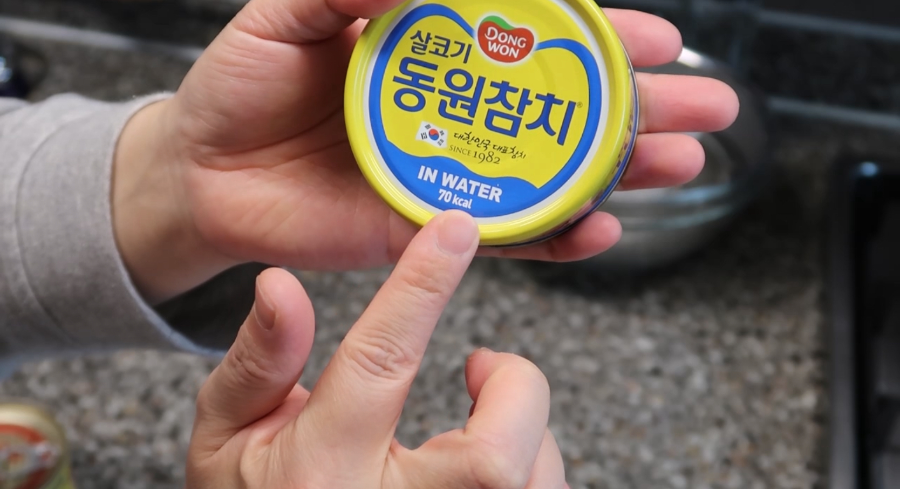 DONG
WON
살코기
동원참치®
대한민국 대표참치
SINCE 1982
IN WATER
70 kcal